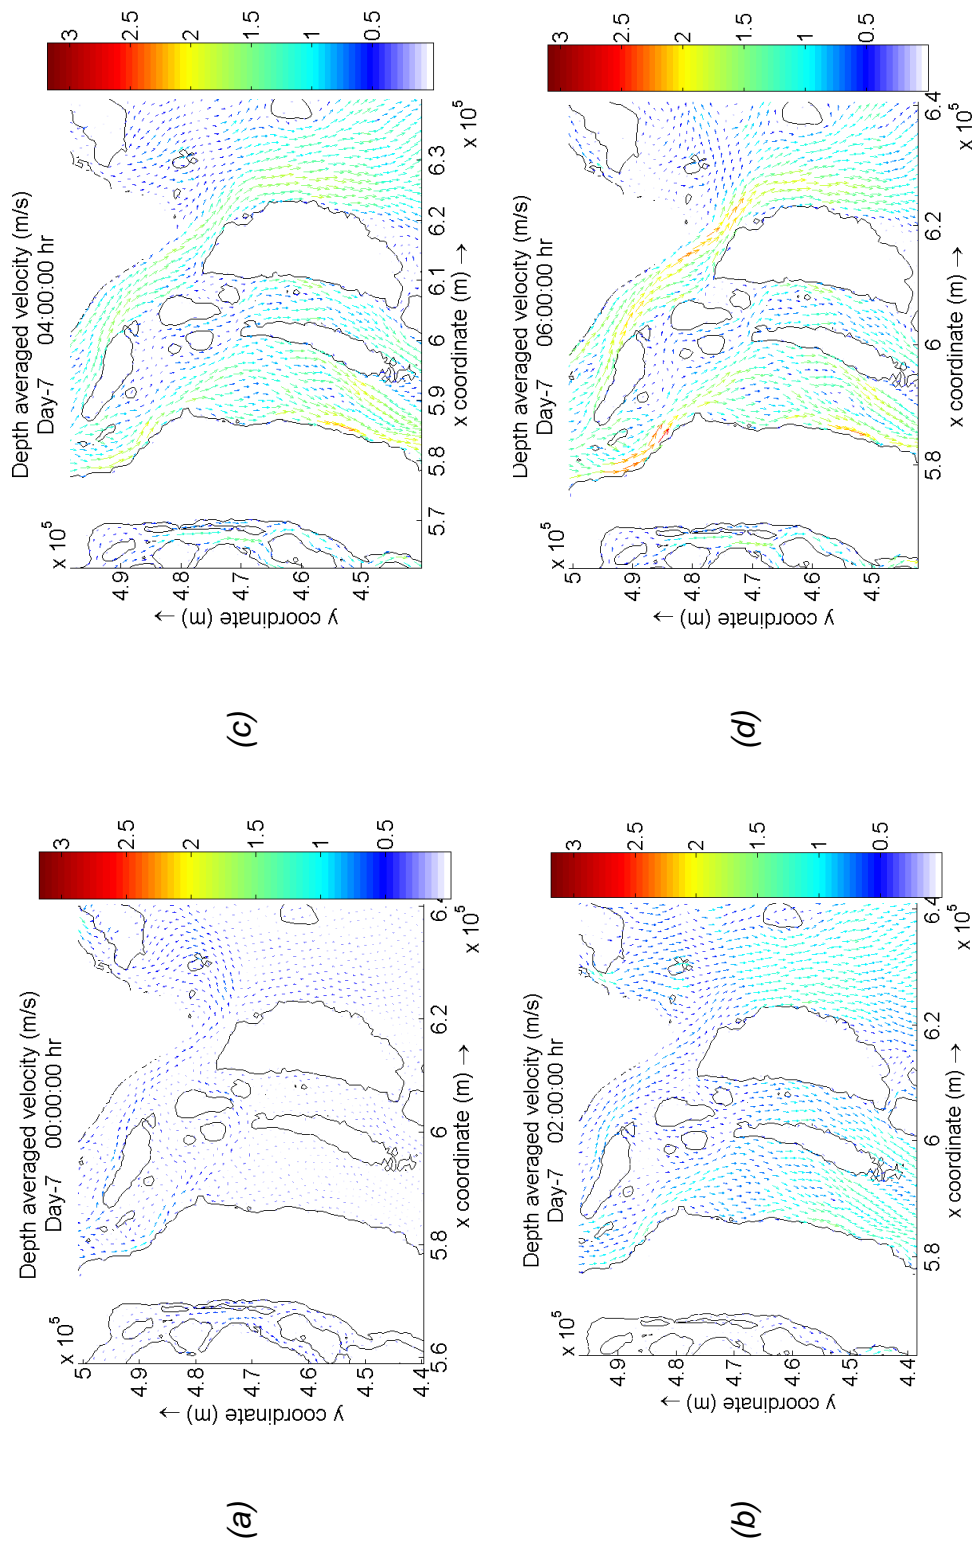 (a)
Depth averaged velocity (m/s)
Day-7 00:00:00 hr
x 10^5
5
4.9
4.8
4.7
4.6
4.5
4.4
y coordinate (m) →
5.6 5.8 6 6.2
x 10^5
x coordinate (m) →
3
2.5
2
1.5
1
0.5
(c)
Depth averaged velocity (m/s)
Day-7 04:00:00 hr
x 10^5
4.9
4.8
4.7
4.6
4.5
y coordinate (m) →
5.7 5.8 5.9 6 6.1 6.2 6.3
x 10^5
x coordinate (m) →
3
2.5
2
1.5
1
0.5
(b)
Depth averaged velocity (m/s)
Day-7 02:00:00 hr
x 10^5
4.9
4.8
4.7
4.6
4.5
4.4
y coordinate (m) →
5.8 6 6.2 6.4
x 10^5
x coordinate (m) →
3
2.5
2
1.5
1
0.5
(d)
Depth averaged velocity (m/s)
Day-7 06:00:00 hr
x 10^5
5
4.9
4.8
4.7
4.6
4.5
y coordinate (m) →
5.8 6 6.2 6.4
x 10^5
x coordinate (m) →
3
2.5
2
1.5
1
0.5